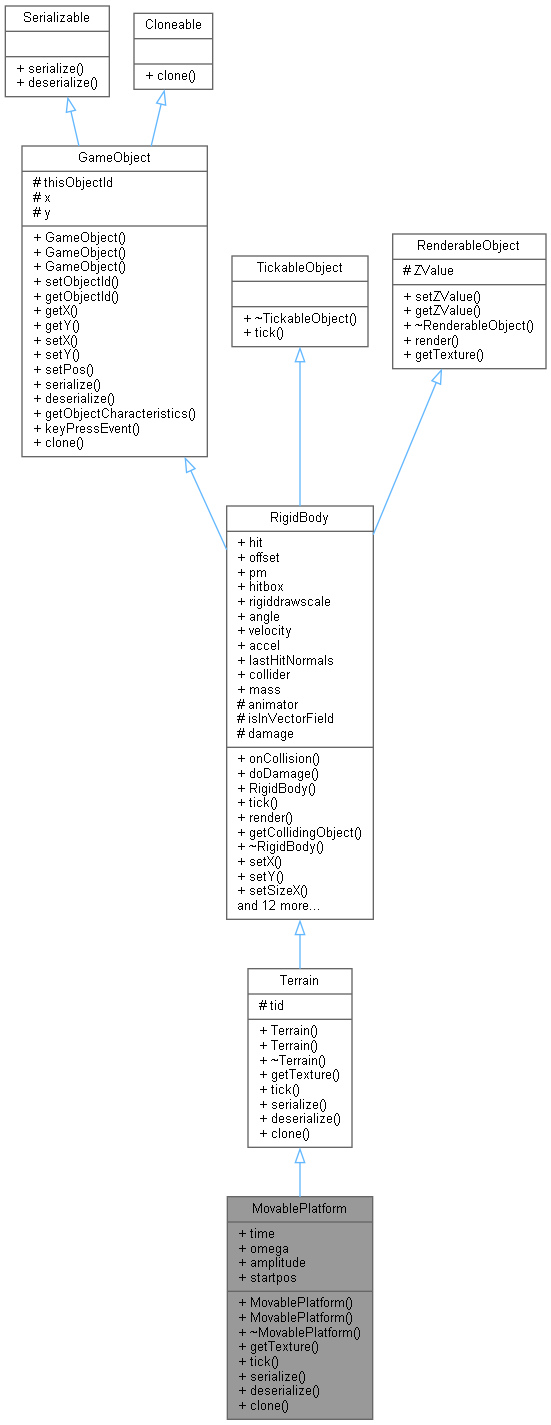 Serializable
+ serialize()
+ deserialize()
Cloneable
+ clone()
GameObject
# thisObjectId
# x
# y
+ GameObject()
+ GameObject()
+ GameObject()
+ setObjectId()
+ getObjectId()
+ getX()
+ getY()
+ setX()
+ setY()
+ setPos()
+ serialize()
+ deserialize()
+ getObjectCharacteristics()
+ keyPressEvent()
+ clone()
TickableObject
+ ~TickableObject()
+ tick()
RenderableObject
# ZValue
+ setZValue()
+ getZValue()
+ ~RenderableObject()
+ render()
+ getTexture()
RigidBody
+ hit
+ offset
+ pm
+ hitbox
+ rigiddrawscale
+ angle
+ velocity
+ accel
+ lastHitNormals
+ collider
+ mass
# animator
# isInVectorField
# damage
+ onCollision()
+ doDamage()
+ RigidBody()
+ tick()
+ render()
+ getCollidingObject()
+ ~RigidBody()
+ setX()
+ setY()
+ setSizeX()
and 12 more...
Terrain
# tid
+ Terrain()
+ Terrain()
+ ~Terrain()
+ getTexture()
+ tick()
+ serialize()
+ deserialize()
+ clone()
MovablePlatform
+ time
+ omega
+ amplitude
+ startpos
+ MovablePlatform()
+ MovablePlatform()
+ ~MovablePlatform()
+ getTexture()
+ tick()
+ serialize()
+ deserialize()
+ clone()